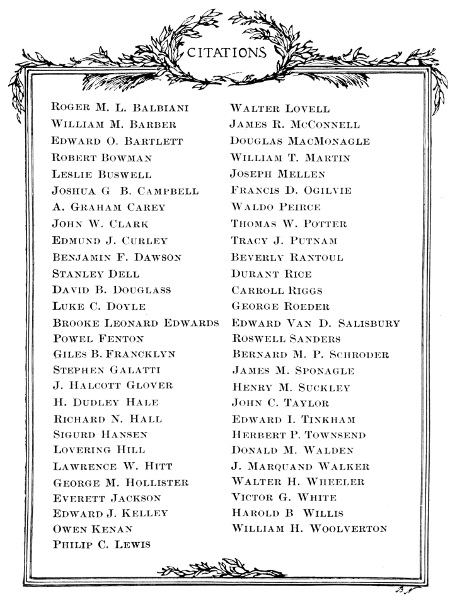 CITATIONS
ROGER M. L. BALBIANI
WILLIAM M. BARBER
EDWARD O. BARTLETT
ROBERT BOWMAN
LESLIE BUSWELL
JOSHUA G B. CAMPBELL
A. GRAHAM CAREY
JOHN W. CLARK
EDMUND J. CURLEY
BENJAMIN F. DAWSON
STANLEY DELL
DAVID B. DOUGLASS
LUKE C. DOYLE
BROOKE LEONARD EDWARDS
POWEL FENTON
GILES B. FRANCKLYN
STEPHEN GALATTI
J. HALCOTT GLOVER
H. DUDLEY HALE
RICHARD N. HALL
SIGURD HANSEN
LOVERING HILL
LAWRENCE W. HITT
GEORGE M. HOLLISTER
EVERETT JACKSON
EDWARD J. KELLEY
OWEN KENAN
PHILIP C. LEWIS
WALTER LOVELL
JAMES R. MCCONNELL
DOUGLAS MACMONAGLE
WILLIAM T. MARTIN
JOSEPH MELLEN
FRANCIS D. OGILVIE
WALDO PEIRCE
THOMAS W. POTTER
TRACY J. PUTNAM
BEVERLY RANTOUL
DURANT RICE
CARROLL RIGGS
GEORGE ROEDER
EDWARD VAN D. SALISBURY
ROSWELL SANDERS
BERNARD M. P. SCHRODER
JAMES M. SPONAGLE
HENRY M. SUCKLEY
JOHN C. TAYLOR
EDWARD I. TINKHAM
HERBERT P. TOWNSEND
DONALD M. WALDEN
J. MARQUAND WALKER
WALTER H. WHEELER
VICTOR G. WHITE
HAROLD B. WILLIS
WILLIAM H. WOOLVERTON